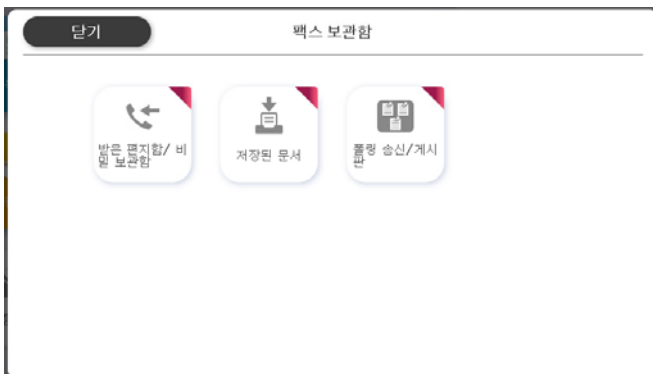 닫기
팩스 보관함
받은 편지함/ 비
밀 보관함
저장된 문서
폴링 송신/게시
판